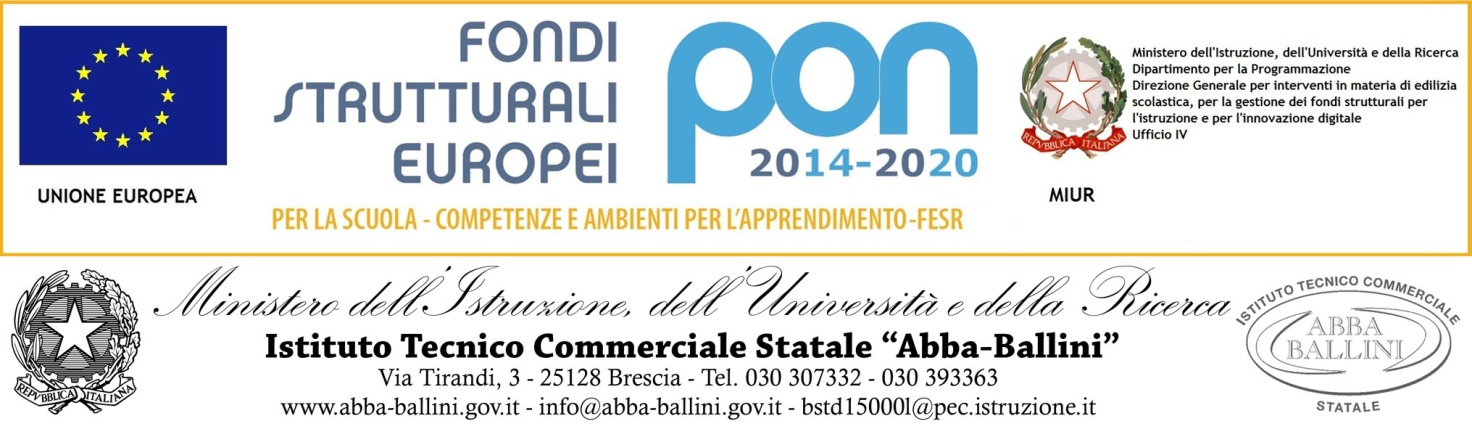 FONDI
STRUTTURALI
EUROPEI
pon
2014-2020
UNIONE EUROPEA
PER LA SCUOLA - COMPETENZE E AMBIENTI PER L'APPRENDIMENTO-FESR
REPVBBLICA ITALIANA
MIUR
Ministero dell'Istruzione, dell'Università e della Ricerca
Dipartimento per la Programmazione
Direzione Generale per interventi in materia di edilizia
scolastica, per la gestione dei fondi strutturali per
l'istruzione e per l'innovazione digitale
Ufficio IV
REPVBBLICA ITALIANA
Ministero dell'Istruzione, dell'Università e della Ricerca
Istituto Tecnico Commerciale Statale “Abba-Ballini”
Via Tirandi, 3 - 25128 Brescia - Tel. 030 307332 - 030 393363
www.abba-ballini.gov.it - info@abba-ballini.gov.it - bstd15000l@pec.istruzione.it
ISTITUTO TECNICO COMMERCIALE
ABBA
BALLINI
STATALE